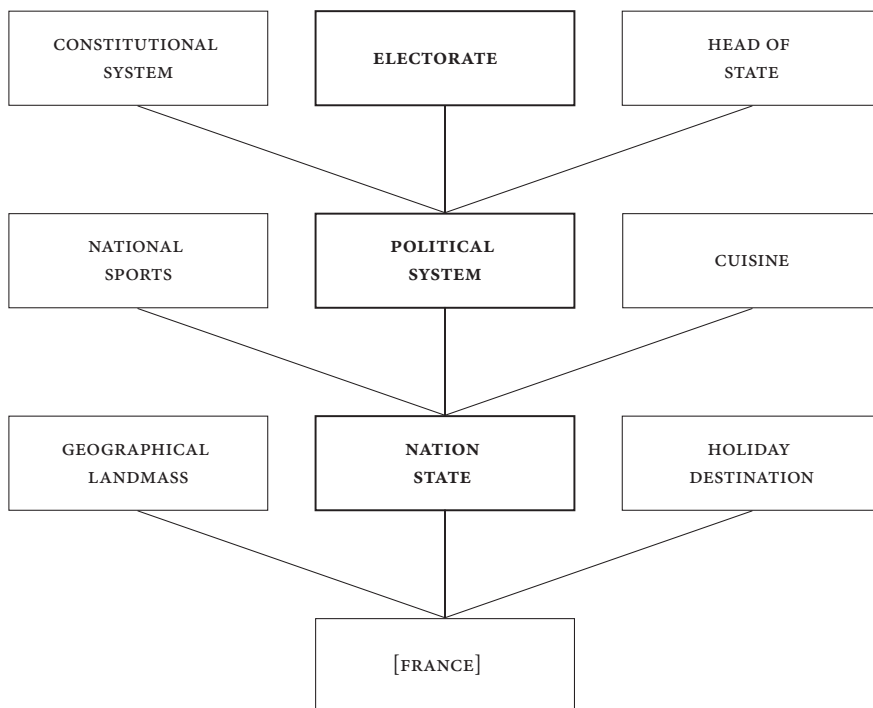 CONSTITUTIONAL
SYSTEM
ELECTORATE
HEAD OF
STATE
NATIONAL
SPORTS
POLITICAL
SYSTEM
CUISINE
GEOGRAPHICAL
LANDMASS
NATION
STATE
HOLIDAY
DESTINATION
[FRANCE]